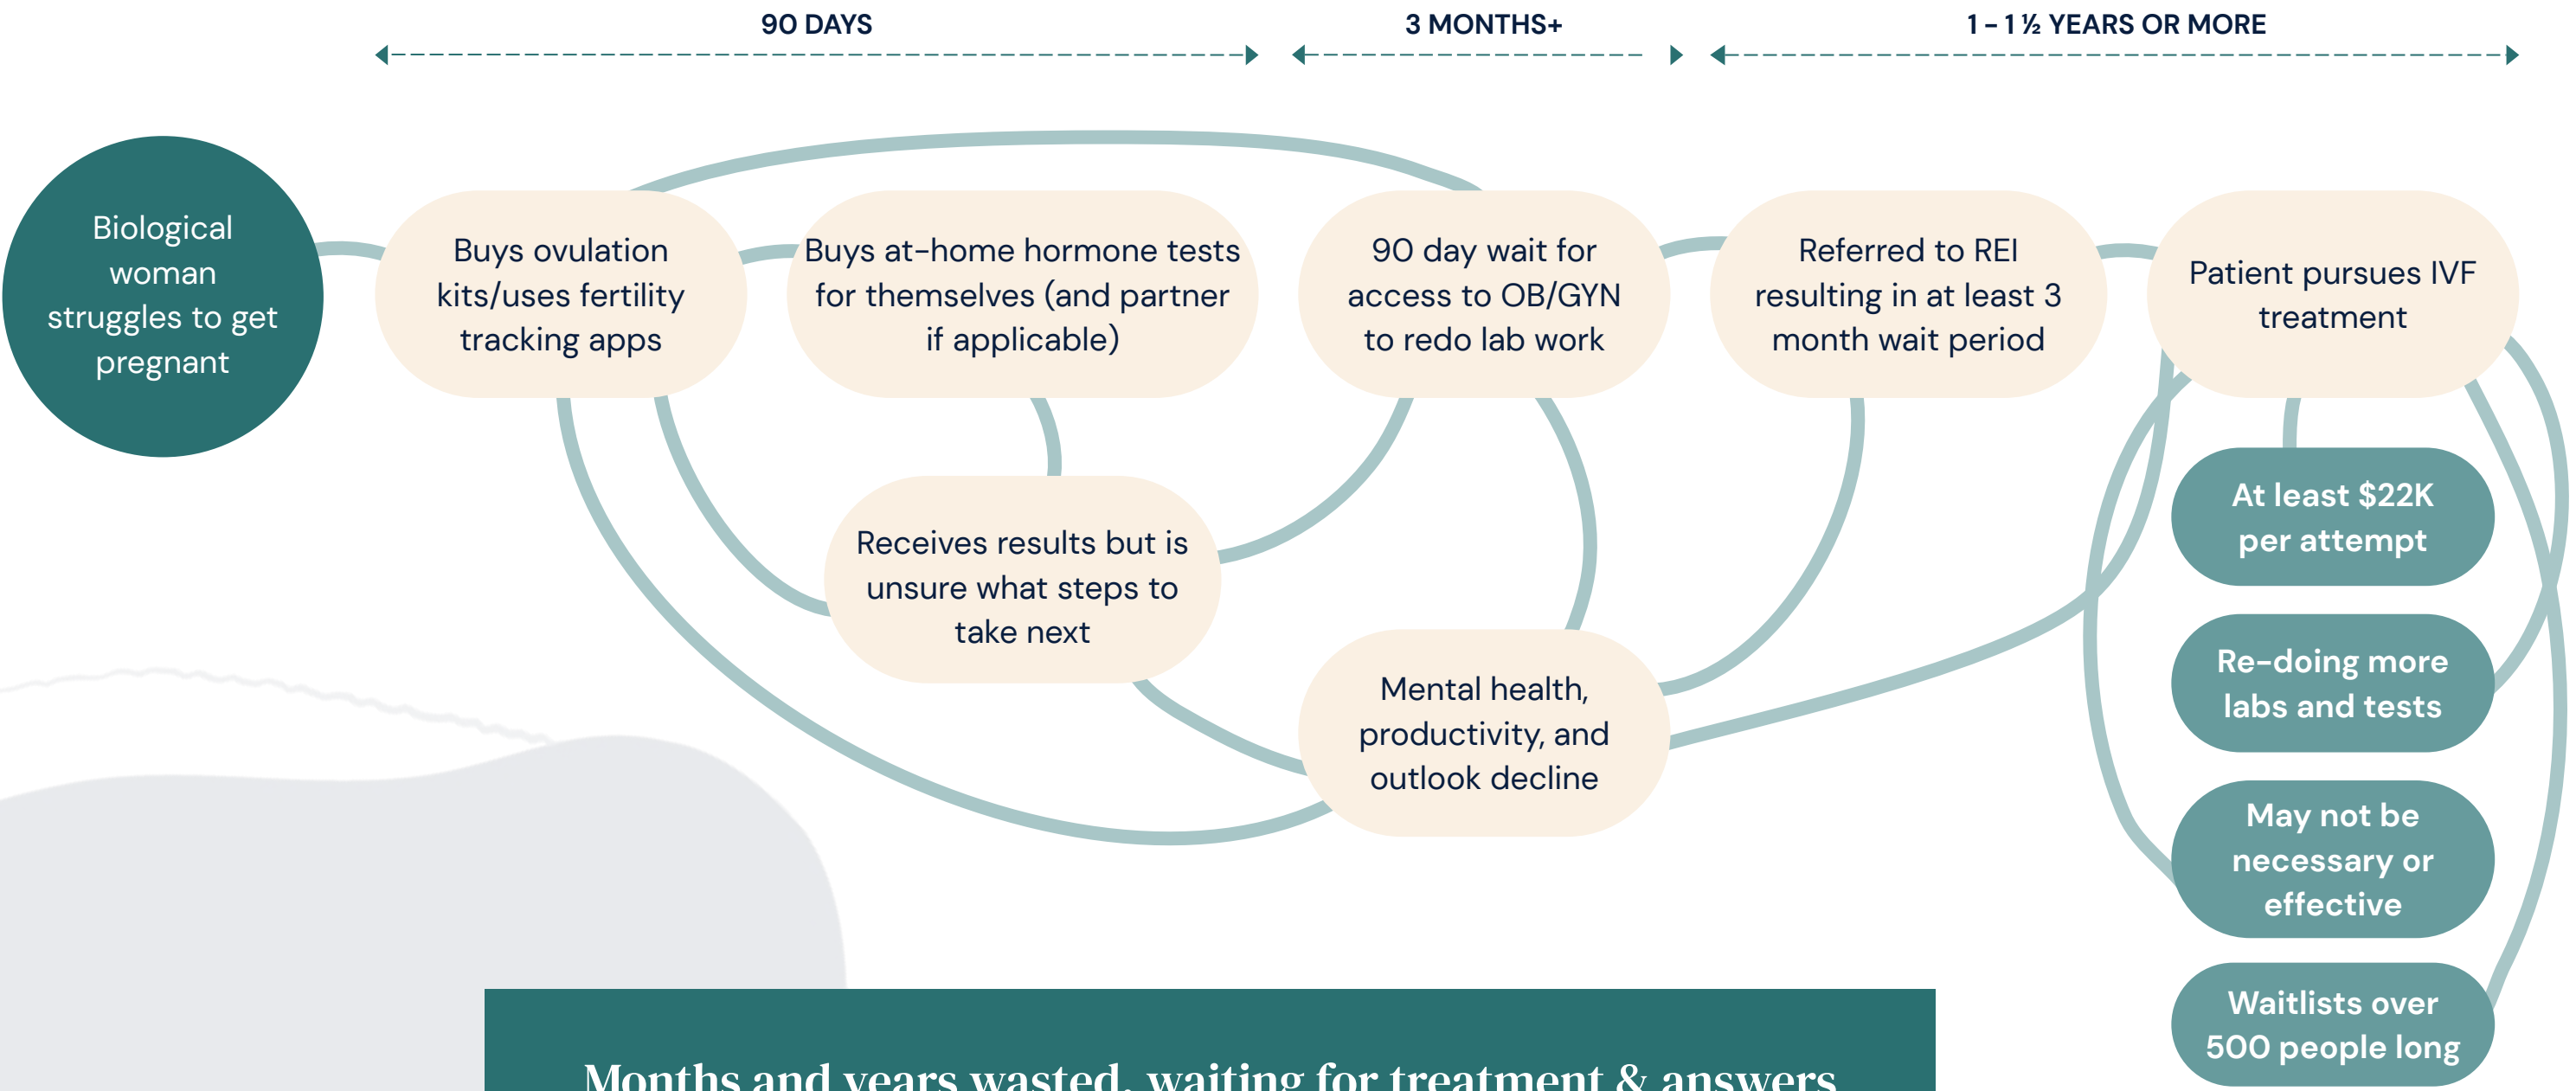 90 DAYS
3 MONTHS+
1 – 1 ½ YEARS OR MORE
Biological
woman
struggles to get
pregnant
Buys ovulation
kits/uses fertility
tracking apps
Buys at-home hormone tests
for themselves (and partner
if applicable)
90 day wait for
access to OB/GYN
to redo lab work
Referred to REI
resulting in at least 3
month wait period
Patient pursues IVF
treatment
Receives results but is
unsure what steps to
take next
Mental health,
productivity, and
outlook decline
At least $22K
per attempt
Re-doing more
labs and tests
May not be
necessary or
effective
Waitlists over
500 people long
Months and years wasted, waiting for treatment & answers